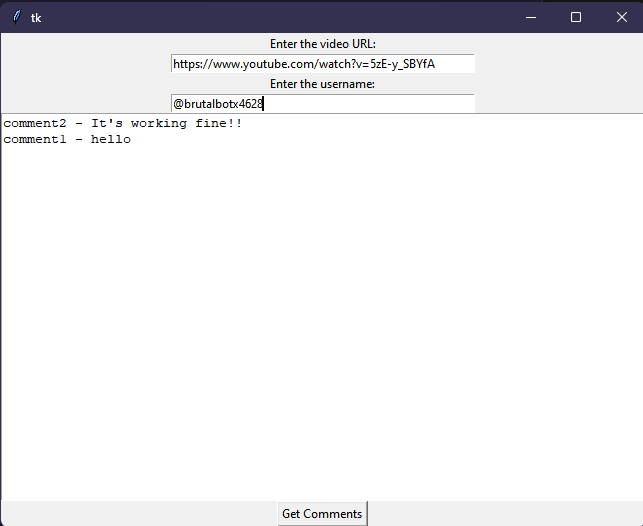 tk
Enter the video URL:
https://www.youtube.com/watch?v=5zE-y_SBYfA
Enter the username:
@brutalbotx4628
comment2 - It's working fine!!
comment1 - hello
Get Comments